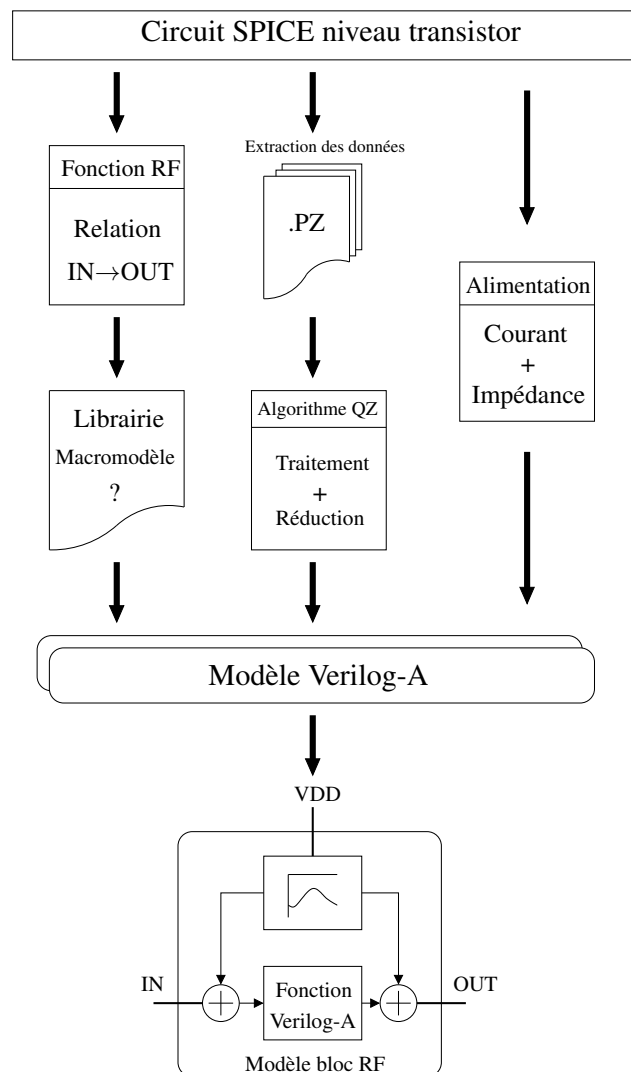 Circuit SPICE niveau transistor
Fonction RF
Relation
IN→OUT
Extraction des données
.PZ
Alimentation
Courant
+
Impédance
Librairie
Macromodèle
?
Algorithme QZ
Traitement
+
Réduction
Modèle Verilog-A
VDD
IN
Fonction
Verilog-A
OUT
Modèle bloc RF